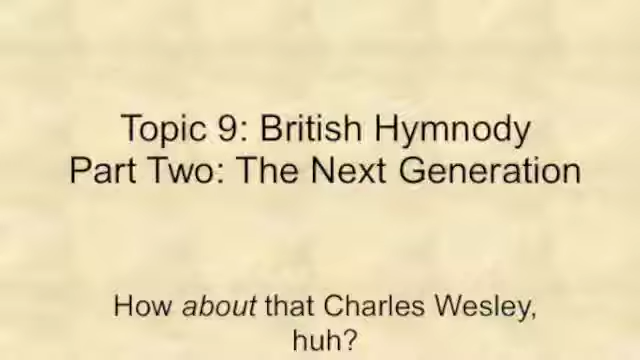 Topic 9: British Hymnody
Part Two: The Next Generation
How about that Charles Wesley,
huh?